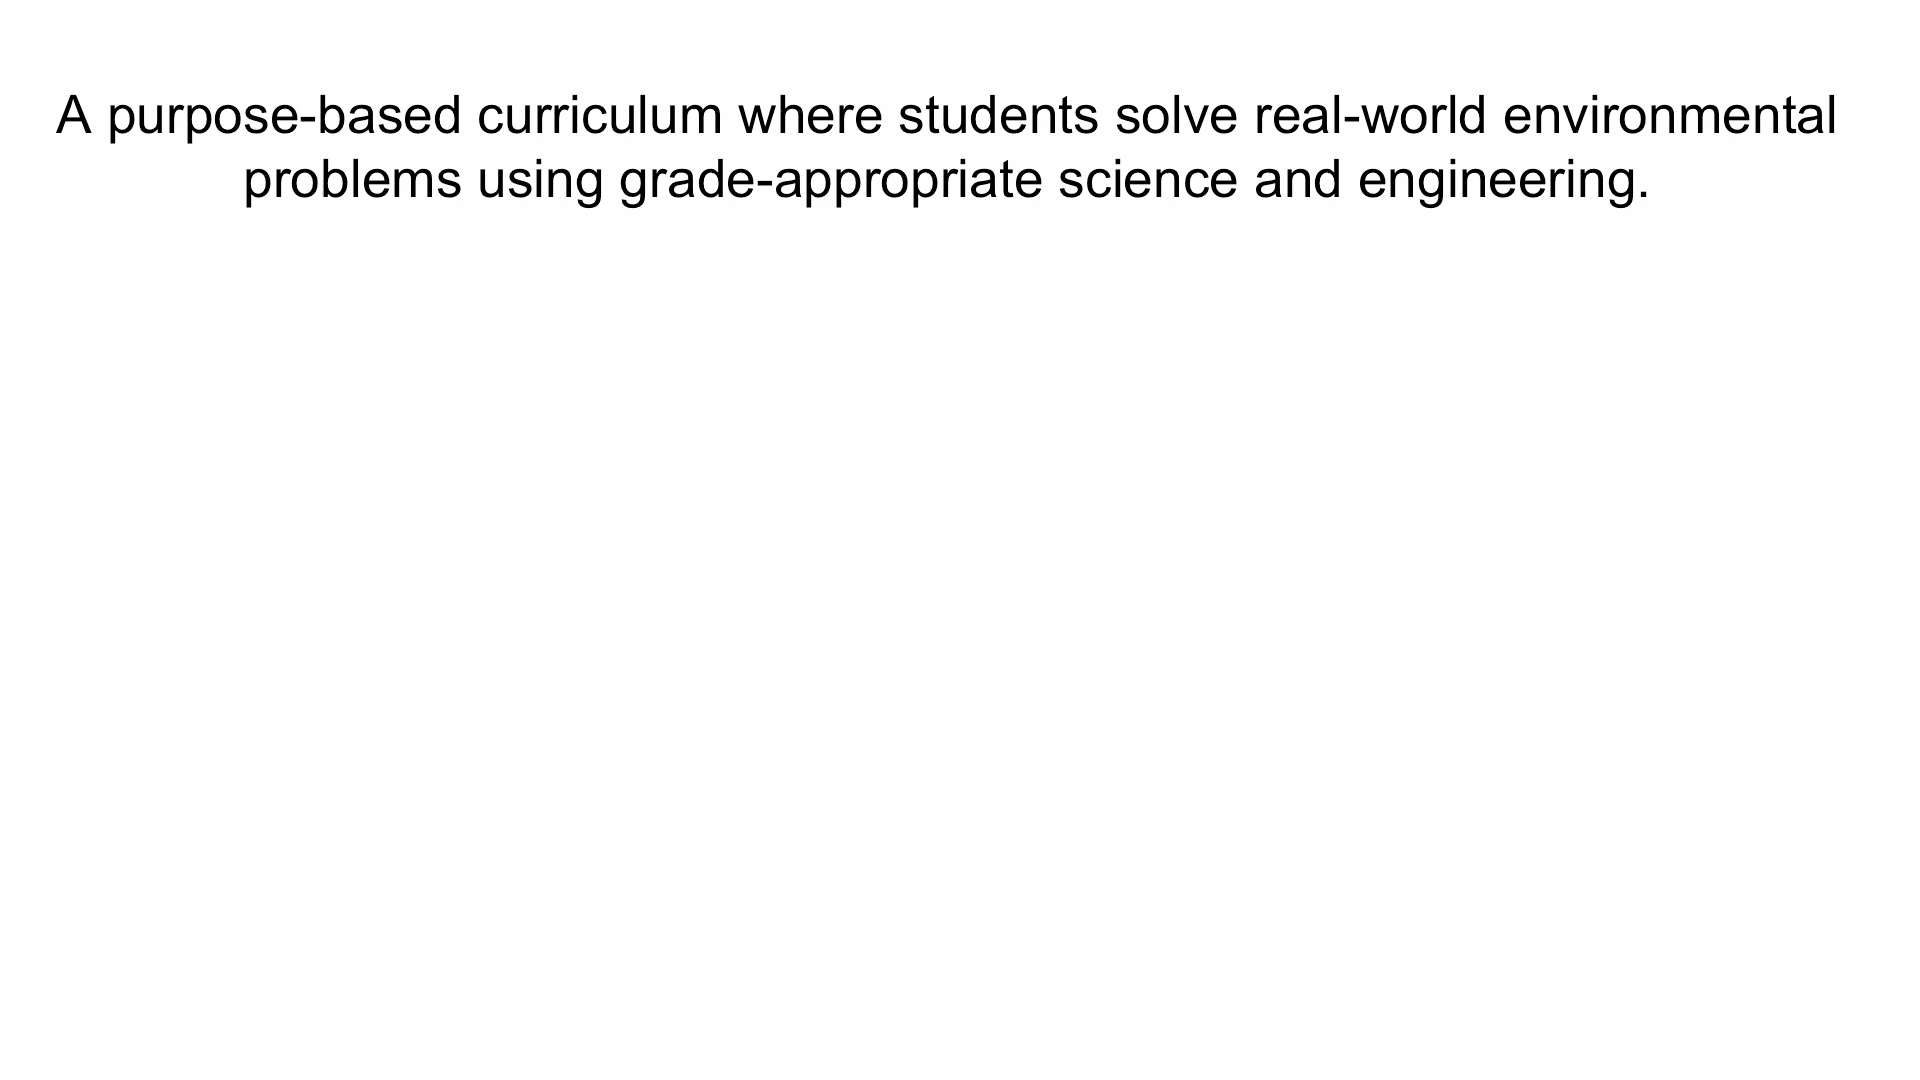 A purpose-based curriculum where students solve real-world environmental
problems using grade-appropriate science and engineering.